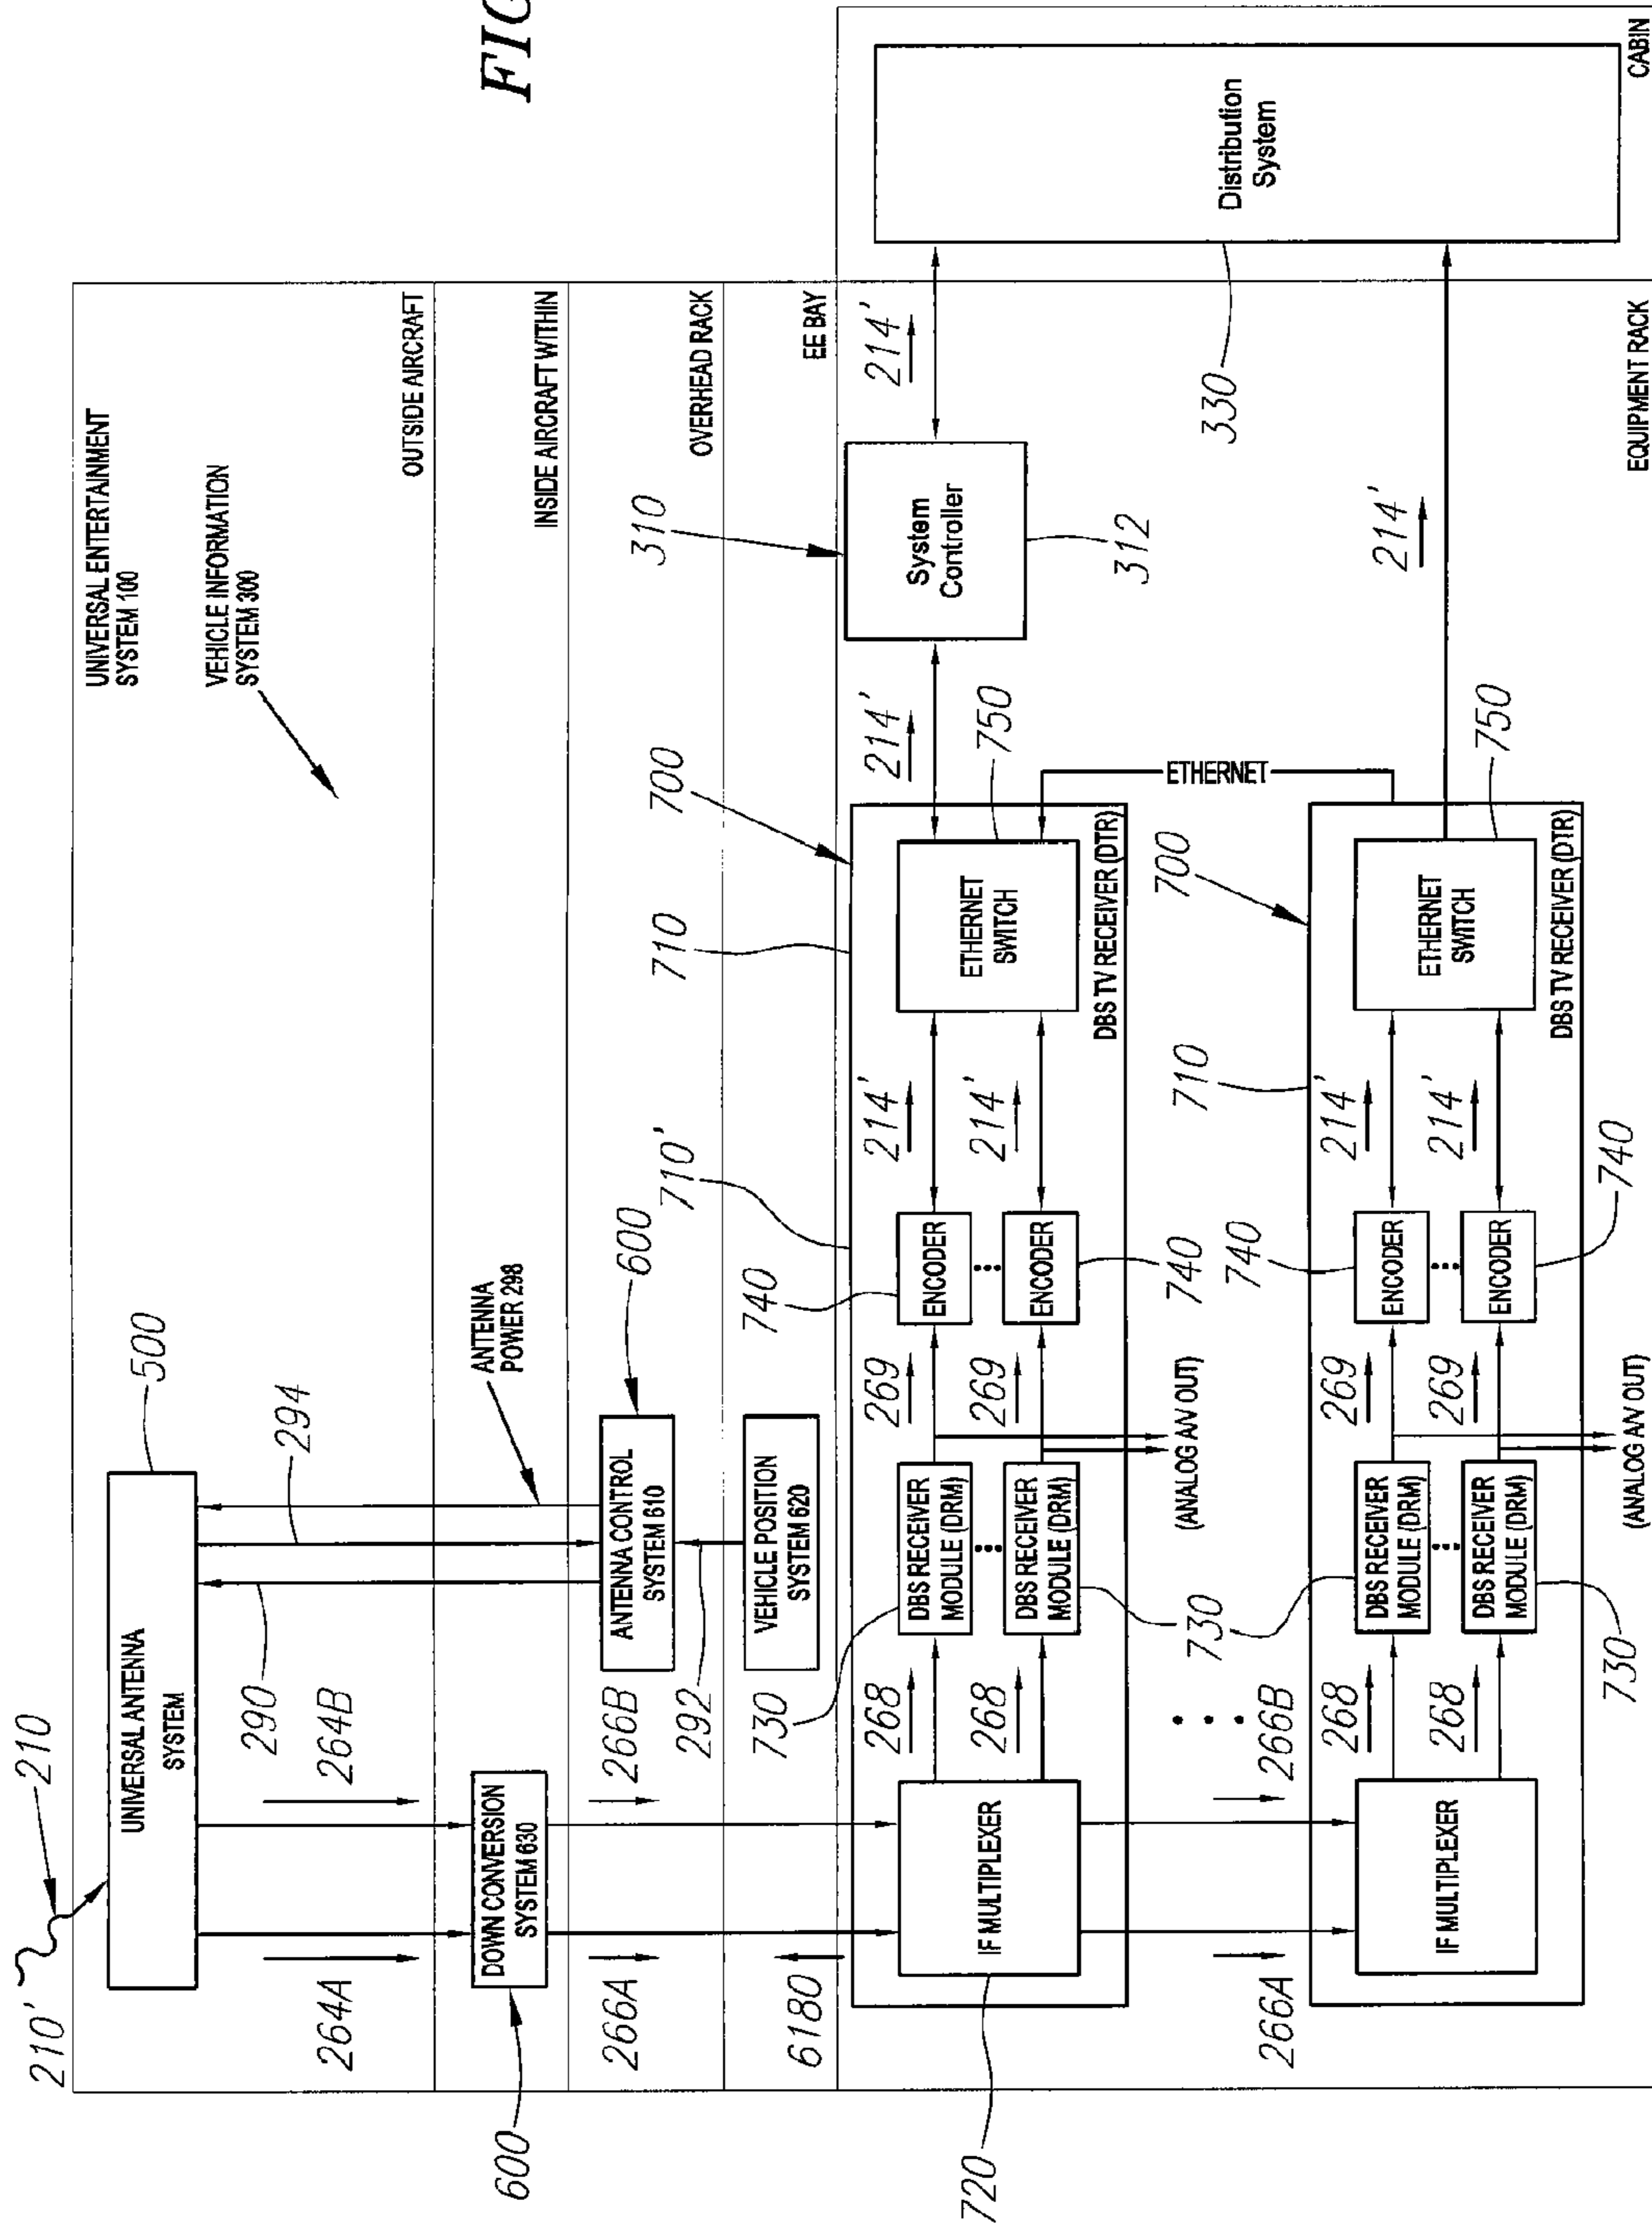 FIG
210'
210
UNIVERSAL ENTERTAINMENT
SYSTEM 100
VEHICLE INFORMATION
SYSTEM 300
UNIVERSAL ANTENNA
SYSTEM
500
264A
264B
290
294
OUTSIDE AIRCRAFT
600
DOWN CONVERSION
SYSTEM 630
ANTENNA
POWER 298
INSIDE AIRCRAFT WITHIN
266A
266B
ANTENNA CONTROL
SYSTEM 610
600
OVERHEAD RACK
6180
292
VEHICLE POSITION
SYSTEM 620
EE BAY
720
IF MULTIPLEXER
268
268
730
DBS RECEIVER
MODULE (DRM)
DBS RECEIVER
MODULE (DRM)
730
269
269
(ANALOG A/V OUT)
740
ENCODER
ENCODER
740
710'
214'
214'
710
ETHERNET
SWITCH
750
700
DBS TV RECEIVER (DTR)
214'
310
System
Controller
312
214'
ETHERNET
Distribution
System
330
CABIN
266A
266B
IF MULTIPLEXER
268
268
DBS RECEIVER
MODULE (DRM)
DBS RECEIVER
MODULE (DRM)
730
269
269
(ANALOG A/V OUT)
740
ENCODER
ENCODER
740
710
214'
214'
700
ETHERNET
SWITCH
750
DBS TV RECEIVER (DTR)
214'
EQUIPMENT RACK